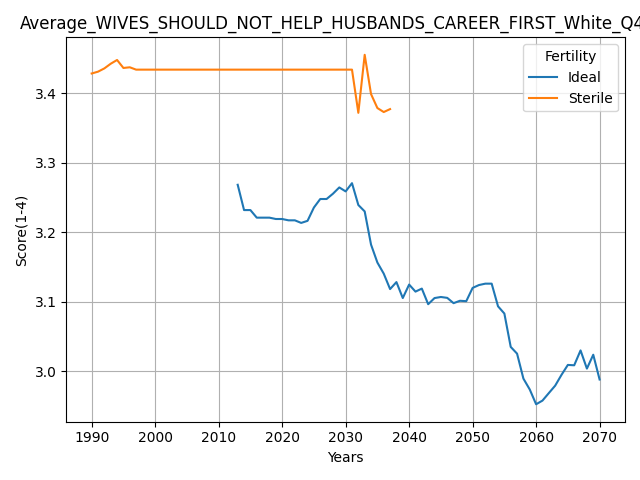 Average_WIVES_SHOULD_NOT_HELP_HUSBANDS_CAREER_FIRST_White_Q4
Fertility
Ideal
Sterile
3.4
3.3
3.2
3.1
3.0
Score(1-4)
1990 2000 2010 2020 2030 2040 2050 2060 2070
Years